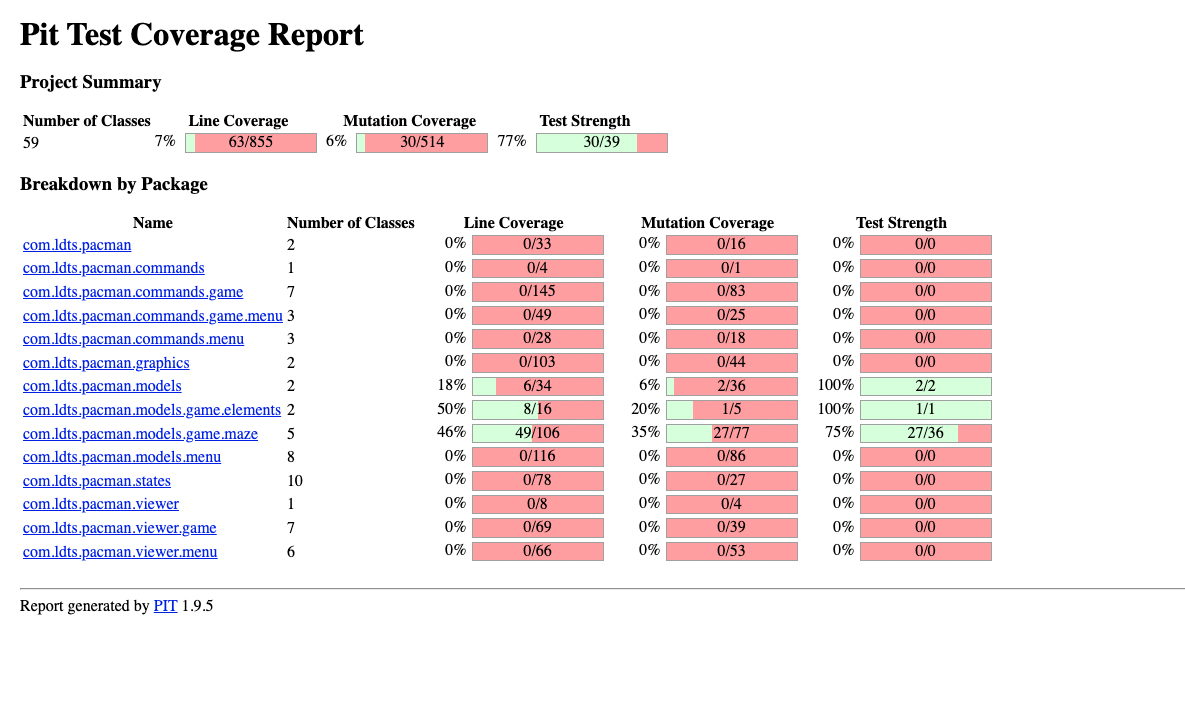 Pit Test Coverage Report
Project Summary
Number of Classes Line Coverage Mutation Coverage Test Strength
59 7% 63/855 6% 30/514 77% 30/39
Breakdown by Package
Name Number of Classes Line Coverage Mutation Coverage Test Strength
com.ldts.pacman 2 0% 0/33 0% 0/16 0% 0/0
com.ldts.pacman.commands 1 0% 0/4 0% 0/1 0% 0/0
com.ldts.pacman.commands.game 7 0% 0/145 0% 0/83 0% 0/0
com.ldts.pacman.commands.game.menu 3 0% 0/49 0% 0/25 0% 0/0
com.ldts.pacman.commands.menu 3 0% 0/28 0% 0/18 0% 0/0
com.ldts.pacman.graphics 2 0% 0/103 0% 0/44 0% 0/0
com.ldts.pacman.models 2 18% 6/34 6% 2/36 100% 2/2
com.ldts.pacman.models.game.elements 2 50% 8/16 20% 1/5 100% 1/1
com.ldts.pacman.models.game.maze 5 46% 49/106 35% 27/77 75% 27/36
com.ldts.pacman.models.menu 8 0% 0/116 0% 0/86 0% 0/0
com.ldts.pacman.states 10 0% 0/78 0% 0/27 0% 0/0
com.ldts.pacman.viewer 1 0% 0/8 0% 0/4 0% 0/0
com.ldts.pacman.viewer.game 7 0% 0/69 0% 0/39 0% 0/0
com.ldts.pacman.viewer.menu 6 0% 0/66 0% 0/53 0% 0/0
Report generated by PIT 1.9.5